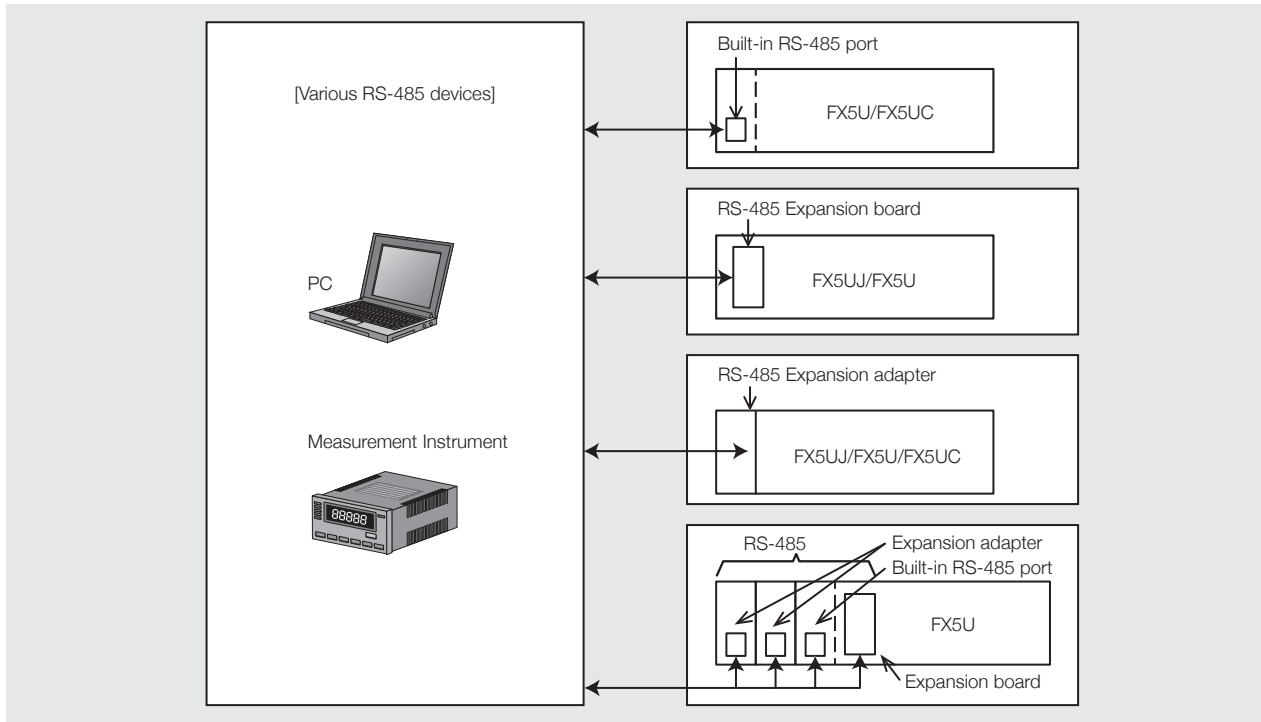 [Various RS-485 devices]
PC
Measurement Instrument
88888
Built-in RS-485 port
FX5U/FX5UC
RS-485 Expansion board
FX5UJ/FX5U
RS-485 Expansion adapter
FX5UJ/FX5U/FX5UC
RS-485
Expansion adapter
Built-in RS-485 port
FX5U
Expansion board